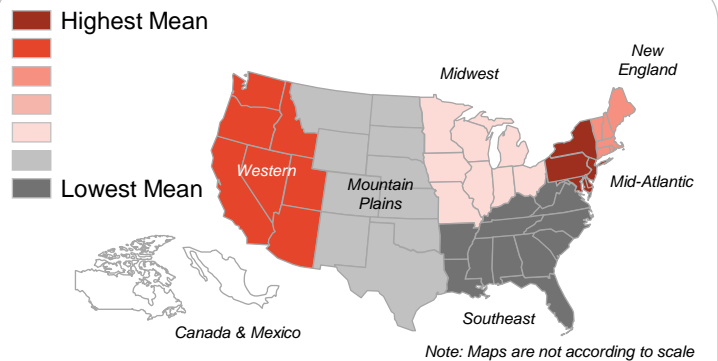 Highest Mean
Lowest Mean
New
England
Midwest
Western
Mountain
Plains
Mid-Atlantic
Southeast
Canada & Mexico
Note: Maps are not according to scale